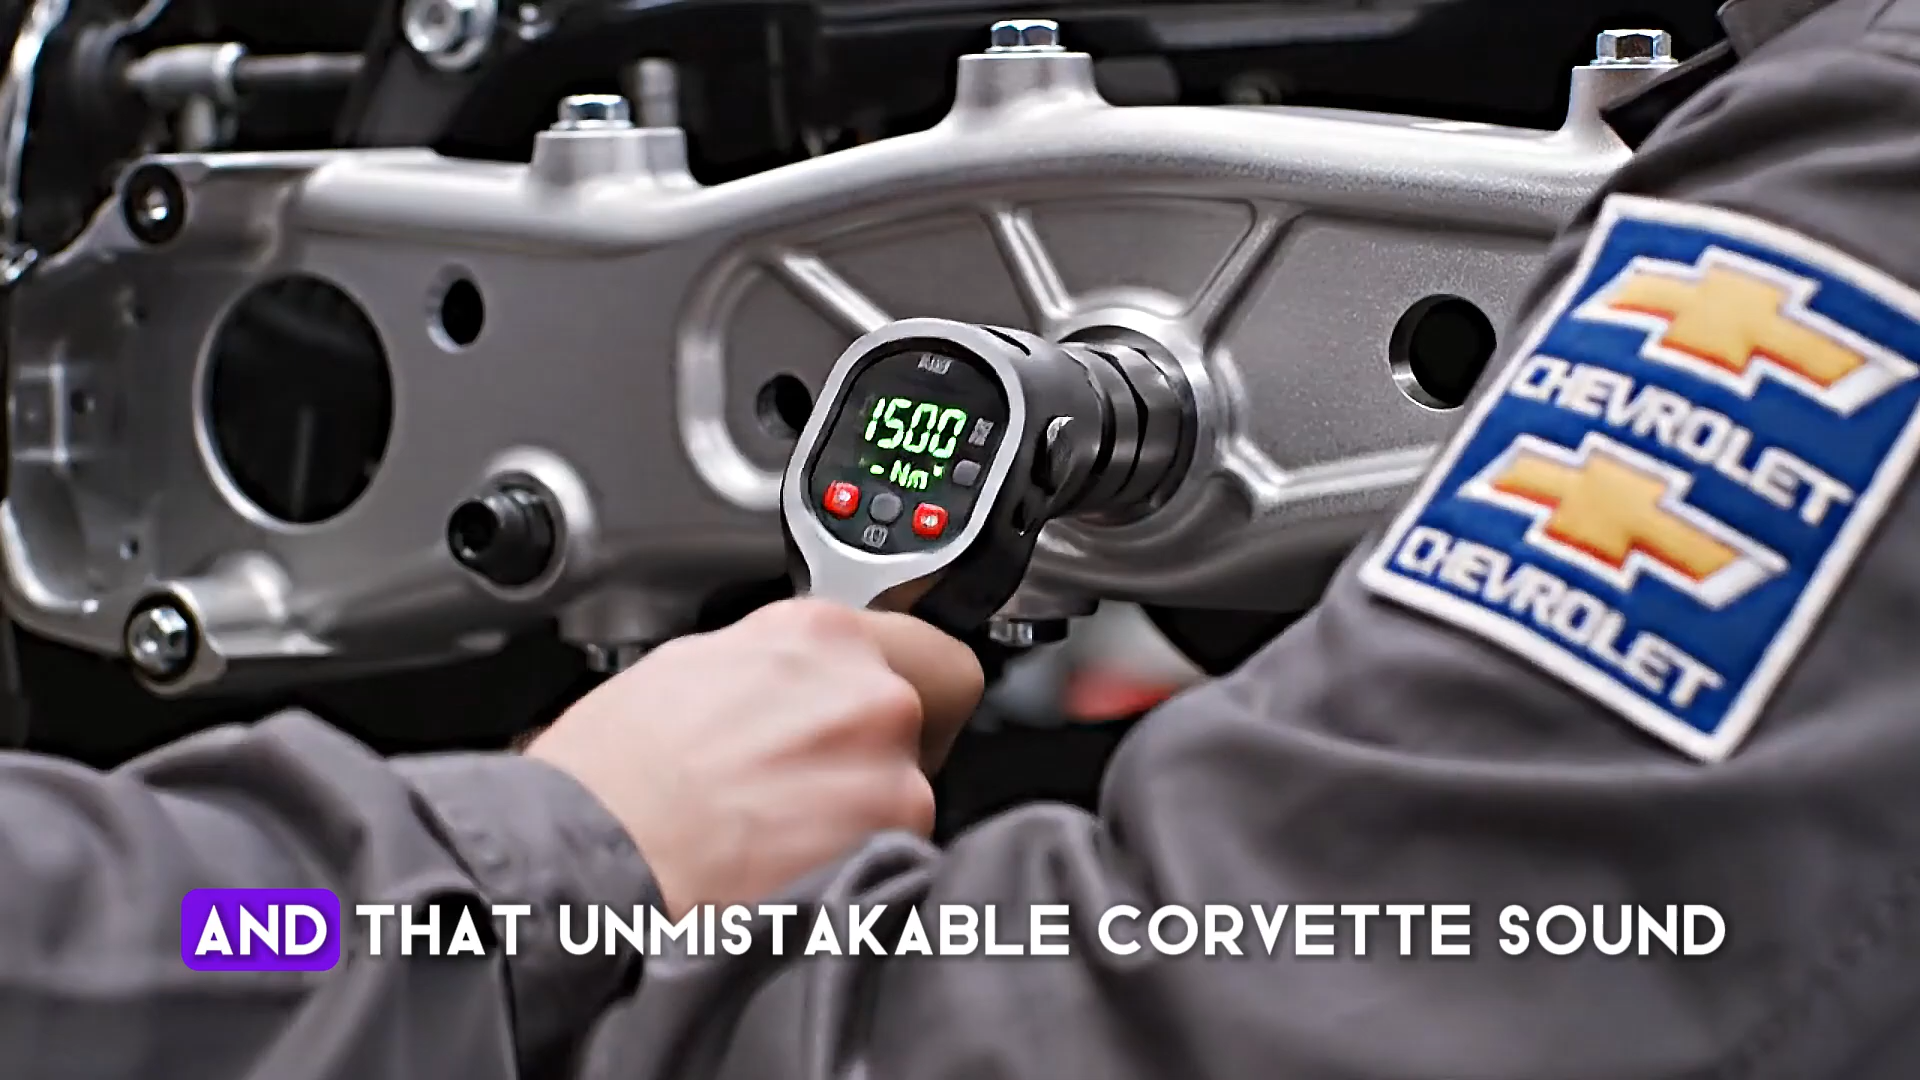 1500
-Nm
CHEVROLET
CHEVROLET
AND THAT UNMISTAKABLE CORVETTE SOUND